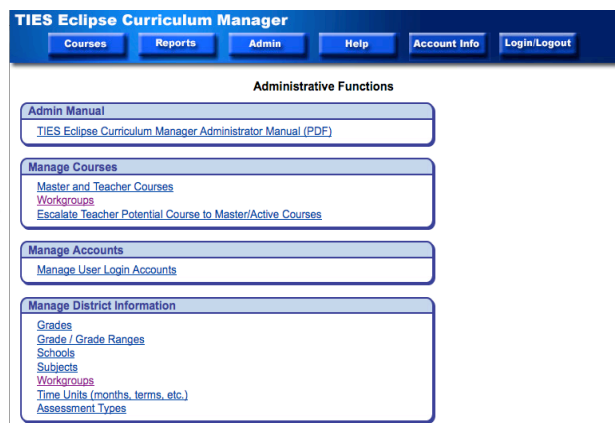 TIES Eclipse Curriculum Manager
Courses Reports Admin Help Account Info Login/Logout
Administrative Functions
Admin Manual
TIES Eclipse Curriculum Manager Administrator Manual (PDF)
Manage Courses
Master and Teacher Courses
Workgroups
Escalate Teacher Potential Course to Master/Active Courses
Manage Accounts
Manage User Login Accounts
Manage District Information
Grades
Grade / Grade Ranges
Schools
Subjects
Workgroups
Time Units (months, terms, etc.)
Assessment Types